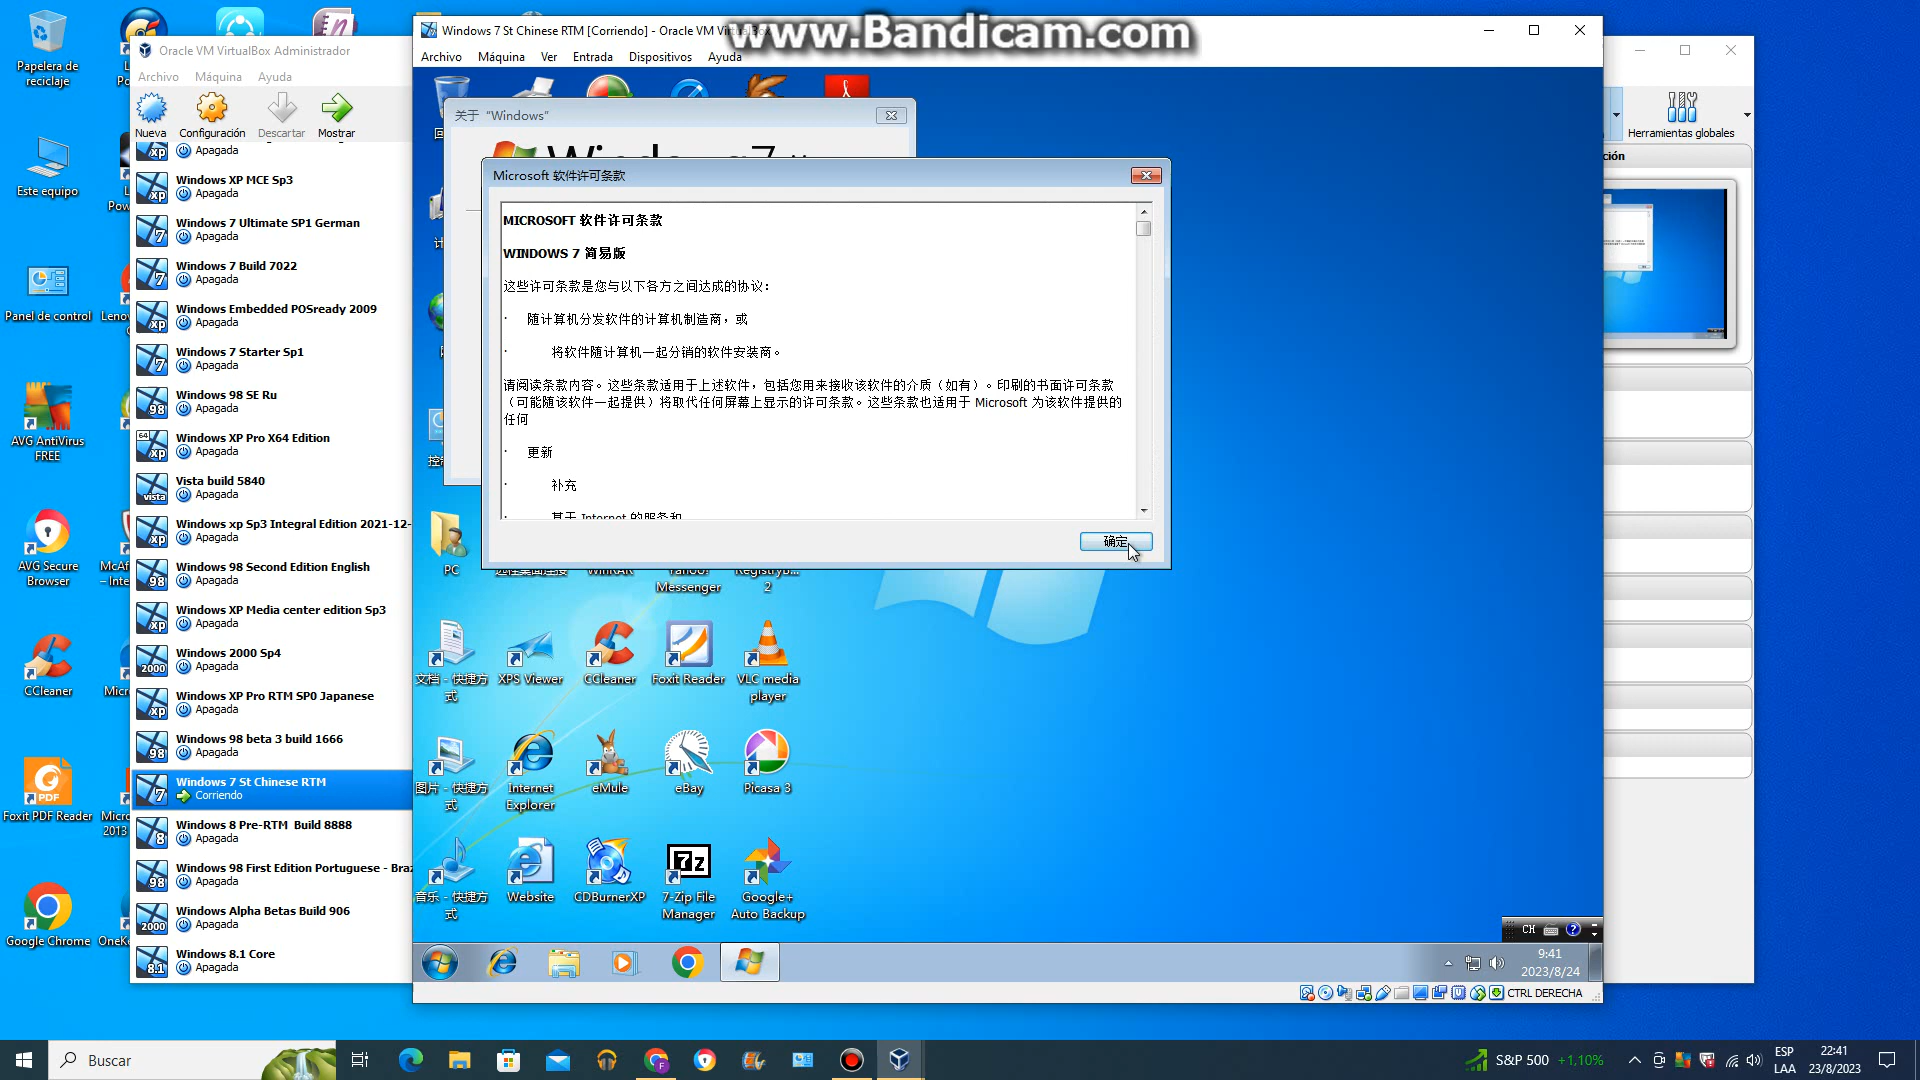 www.Bandicam.com
Papelera de
reciclaje
Este equipo
Panel de control
AVG AntiVirus
FREE
AVG Secure
Browser
CCleaner
Foxit PDF Reader
Google Chrome
Oracle VM VirtualBox Administrador
Archivo Máquina Ayuda
Nueva Configuración Descartar Mostrar
Apagada
Windows XP MCE Sp3
Apagada
Windows 7 Ultimate SP1 German
Apagada
Windows 7 Build 7022
Apagada
Windows Embedded POSready 2009
Apagada
Windows 7 Starter Sp1
Apagada
Windows 98 SE Ru
Apagada
Windows XP Pro X64 Edition
Apagada
Vista build 5840
Apagada
Windows xp Sp3 Integral Edition 2021-12-
Apagada
Windows 98 Second Edition English
Apagada
Windows XP Media center edition Sp3
Apagada
Windows 2000 Sp4
Apagada
Windows XP Pro RTM SP0 Japanese
Apagada
Windows 98 beta 3 build 1666
Apagada
Windows 7 St Chinese RTM
Corriendo
Windows 8 Pre-RTM Build 8888
Apagada
Windows 98 First Edition Portuguese - Braz
Apagada
Windows Alpha Betas Build 906
Apagada
Windows 8.1 Core
Apagada
Windows 7 St Chinese RTM [Corriendo] - Oracle VM
Archivo Máquina Ver Entrada Dispositivos Ayuda
关于 "Windows"
Microsoft 软件许可条款
MICROSOFT 软件许可条款
WINDOWS 7 简易版
这些许可条款是您与以下各方之间达成的协议：
· 随计算机分发软件的计算机制造商，或
· 将软件随计算机一起分销的软件安装商。
请阅读条款内容。这些条款适用于上述软件，包括您用来接收该软件的介质（如有）。印刷的书面许可条款
（可能随该软件一起提供）将取代任何屏幕上显示的许可条款。这些条款也适用于 Microsoft 为该软件提供的
任何
· 更新
· 补充
· 基于 Internet 的服务和
确定
PC 远程桌面连接 WinRAR Yahoo!
Messenger
2
文档 - 快捷方
式
XPS Viewer
CCleaner
Foxit Reader
VLC media
player
图片 - 快捷方
式
Internet
Explorer
eMule
eBay
Picasa 3
音乐 - 快捷方
式
Website
CDBurnerXP
7-Zip File
Manager
Google+
Auto Backup
CH
9:41
2023/8/24
CTRL DERECHA
Herramientas globales
Buscar
S&P 500 +1,10%
ESP
LAA
22:41
23/8/2023